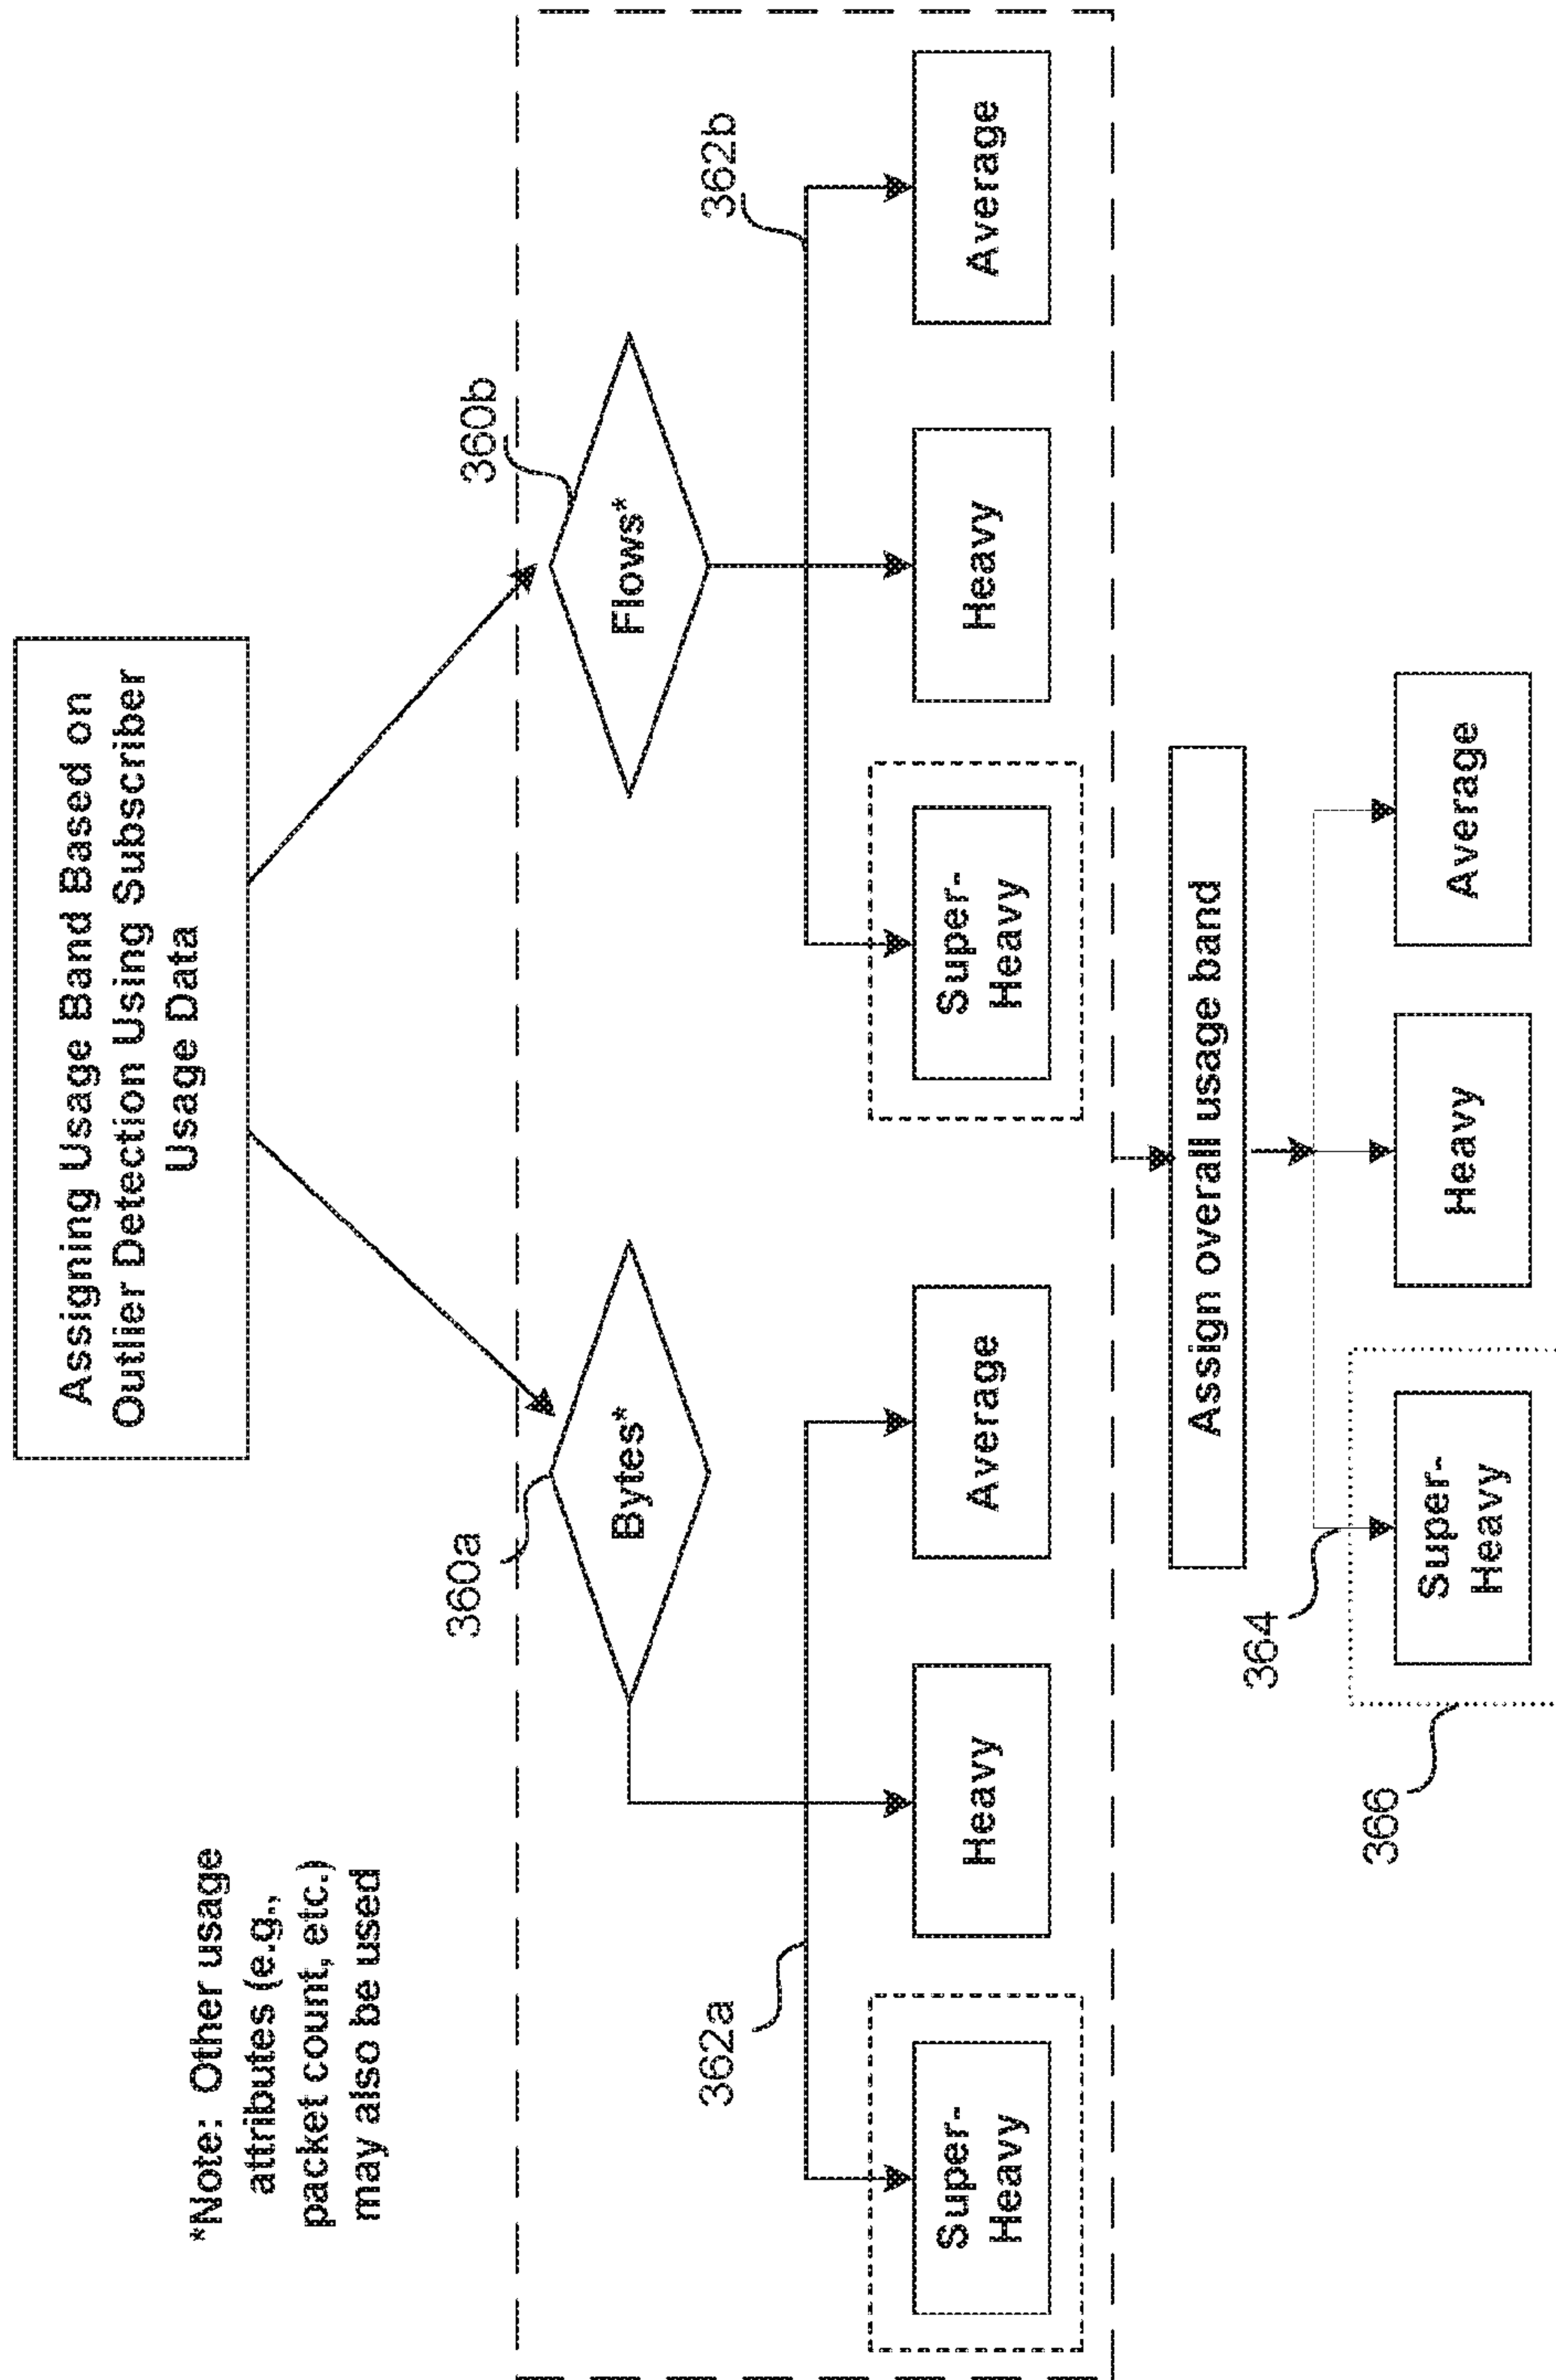 Assigning Usage Band Based on
Outlier Detection Using Subscriber
Usage Data
*Note: Other usage
attributes (e.g.,
packet count, etc.)
may also be used
360a
360b
Bytes*
Flows*
362a
362b
Super-
Heavy
Heavy
Average
Super-
Heavy
Heavy
Average
Assign overall usage band
364
366
Super-
Heavy
Heavy
Average